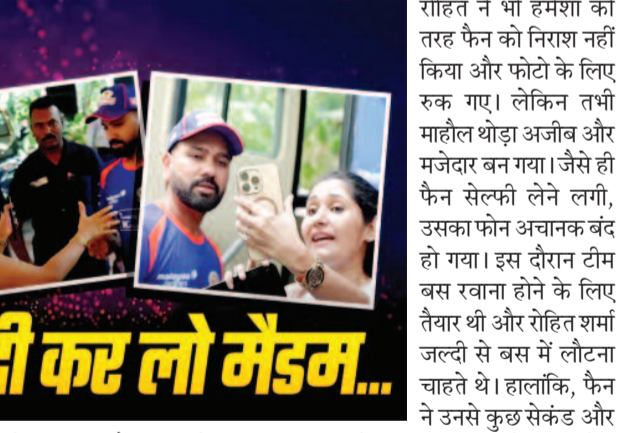 दी कर लो मैडम...
रोहित ने भी हमेशा की
तरह फैन को निराश नहीं
किया और फोटो के लिए
रुक गए। लेकिन तभी
माहौल थोड़ा अजीब और
मजेदार बन गया। जैसे ही
फैन सेल्फी लेने लगी,
उसका फोन अचानक बंद
हो गया। इस दौरान टीम
बस रवाना होने के लिए
तैयार थी और रोहित शर्मा
जल्दी से बस में लौटना
चाहते थे। हालांकि, फैन
ने उनसे कुछ सेकंड और